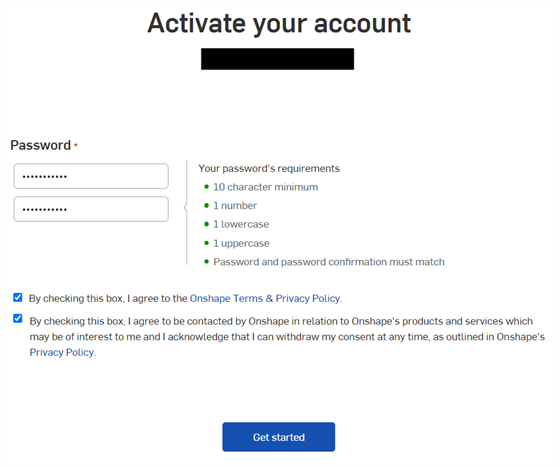 Activate your account
Password *
•••••••••••
•••••••••••
Your password's requirements
10 character minimum
1 number
1 lowercase
1 uppercase
Password and password confirmation must match
By checking this box, I agree to the Onshape Terms & Privacy Policy.
By checking this box, I agree to be contacted by Onshape in relation to Onshape's products and services which
may be of interest to me and I acknowledge that I can withdraw my consent at any time, as outlined in Onshape's
Privacy Policy.
Get started